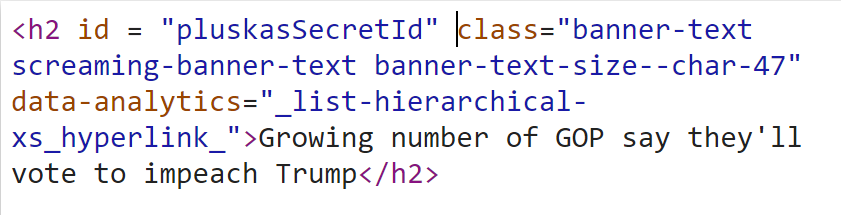 <h2 id = "pluskasSecretId" class="banner-text
screaming-banner-text banner-text-size--char-47"
data-analytics="_list-hierarchical-
xs_hyperlink_">Growing number of GOP say they'll
vote to impeach Trump</h2>